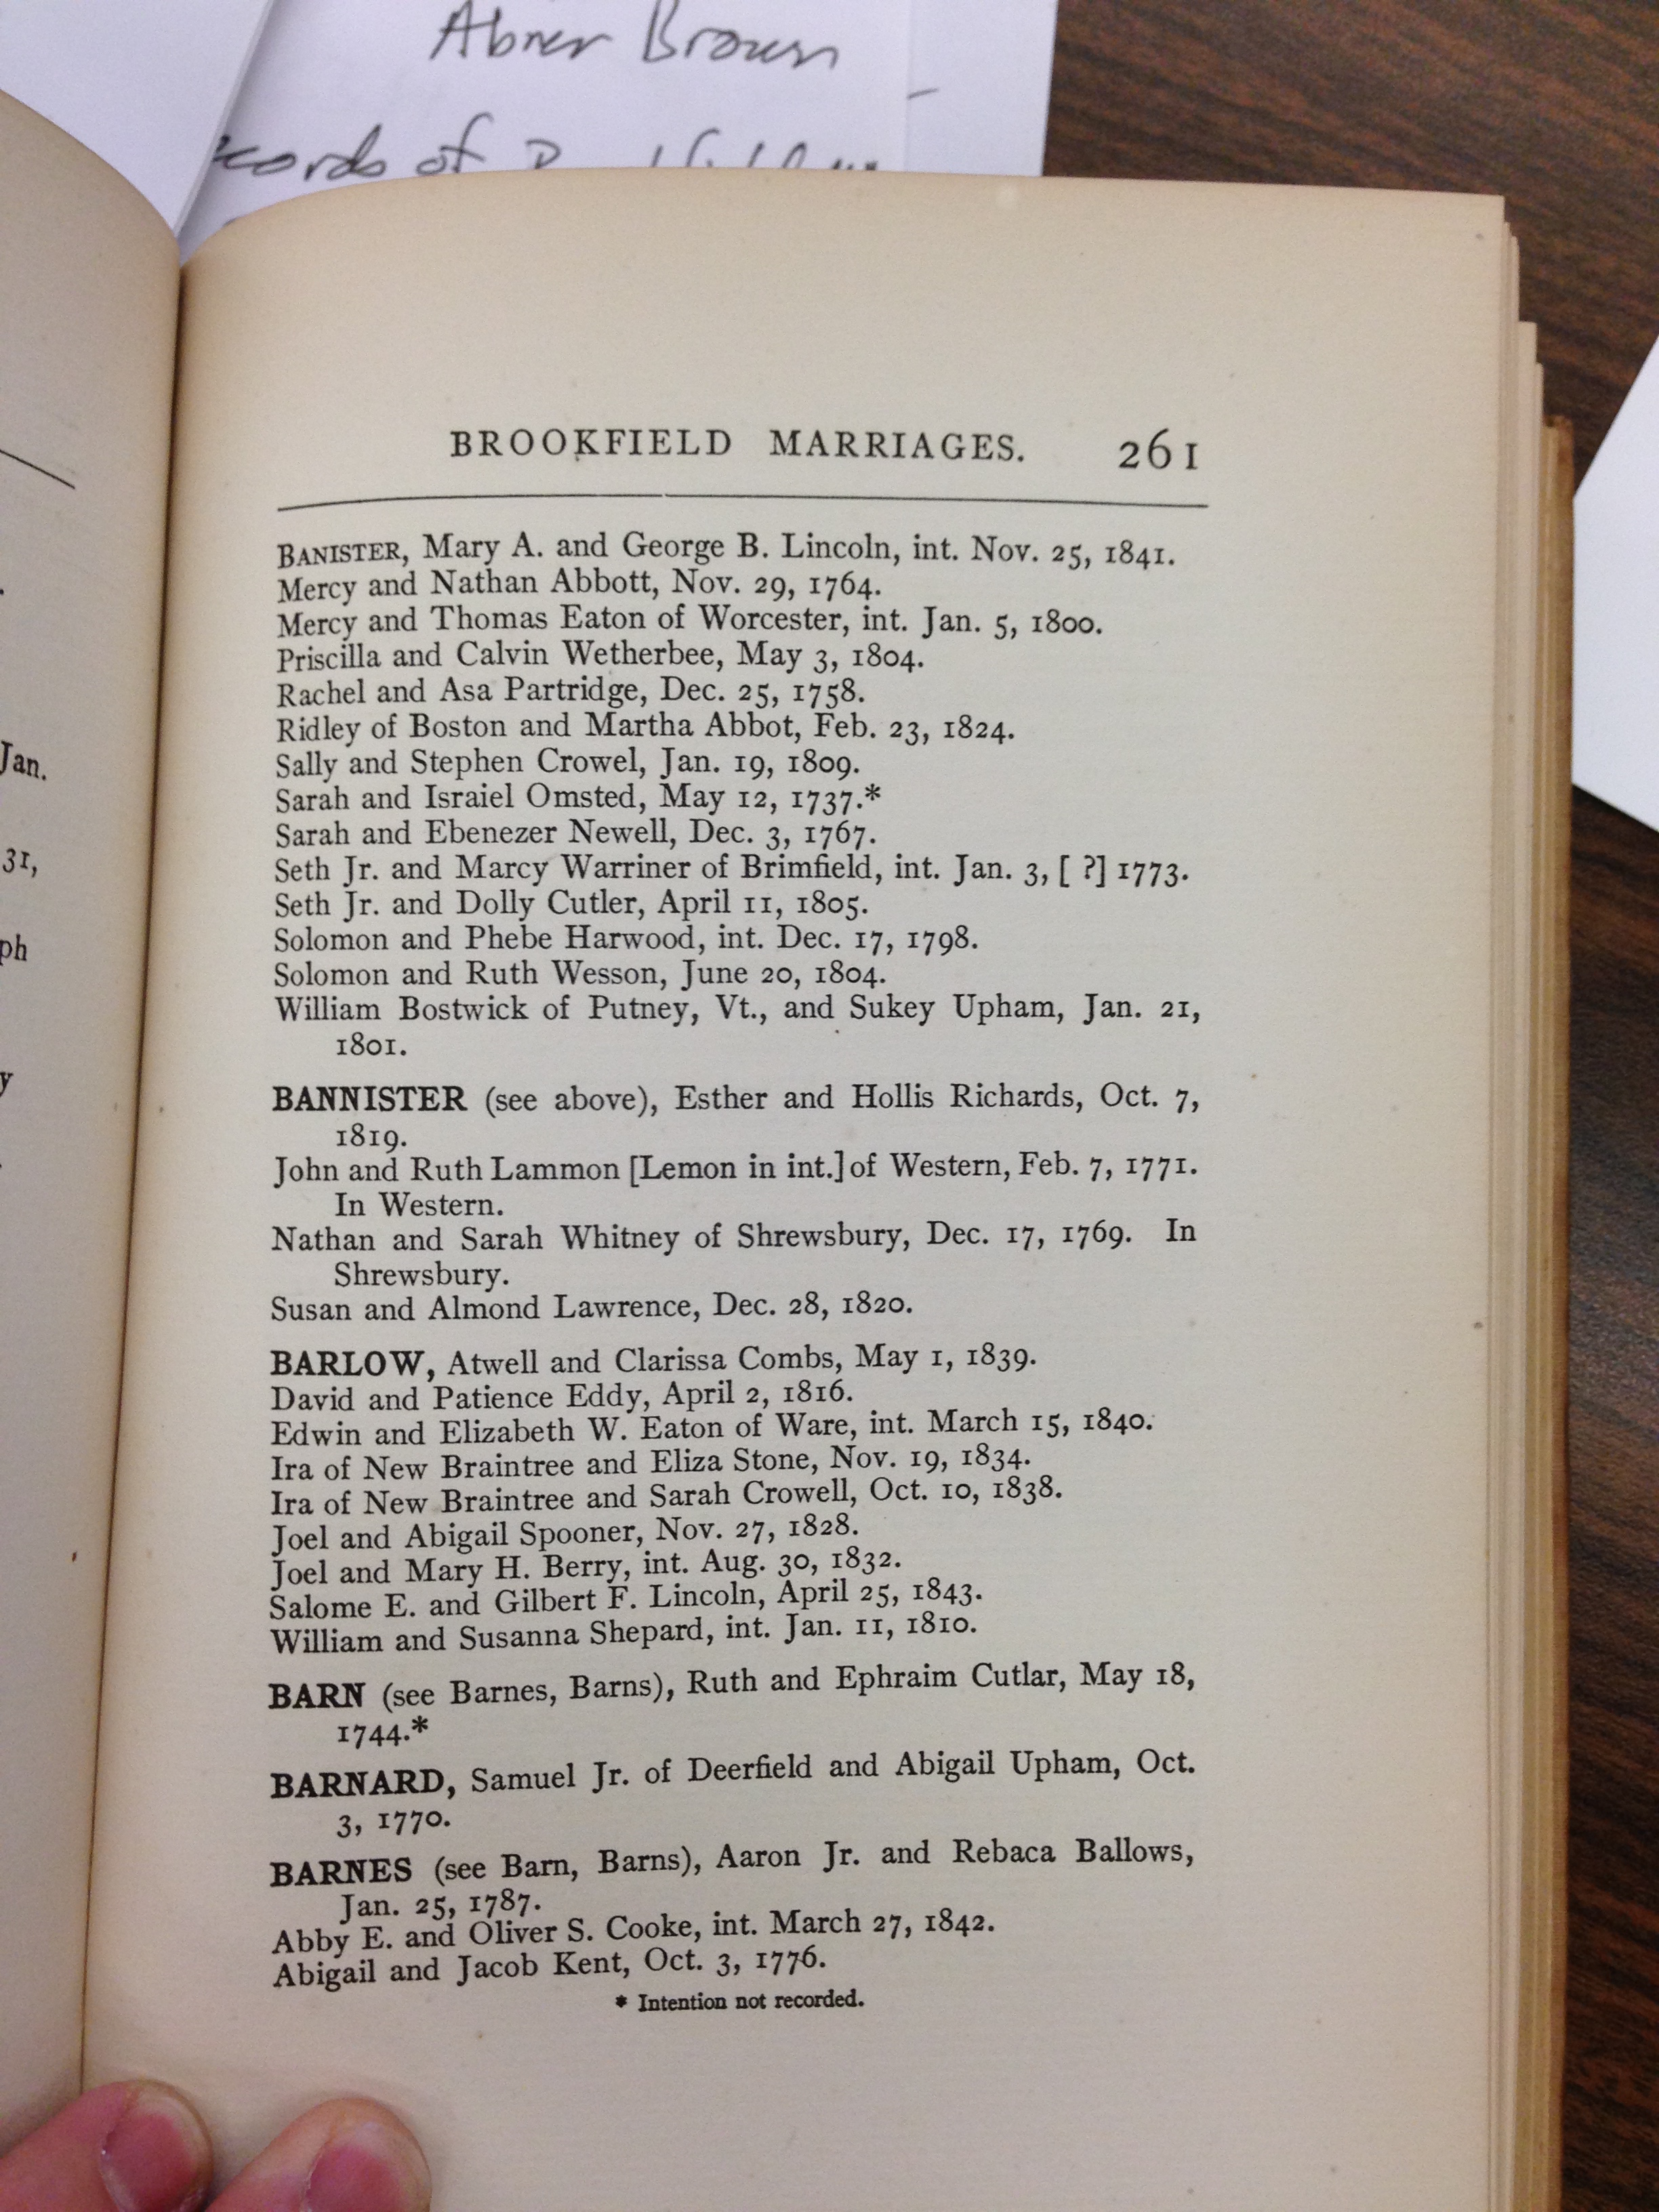 Abner Brown
cords of
Jan.
31,
ph
y
BROOKFIELD MARRIAGES. 261
BANISTER, Mary A. and George B. Lincoln, int. Nov. 25, 1841.
Mercy and Nathan Abbott, Nov. 29, 1764.
Mercy and Thomas Eaton of Worcester, int. Jan. 5, 1800.
Priscilla and Calvin Wetherbee, May 3, 1804.
Rachel and Asa Partridge, Dec. 25, 1758.
Ridley of Boston and Martha Abbot, Feb. 23, 1824.
Sally and Stephen Crowel, Jan. 19, 1809.
Sarah and Israiel Omsted, May 12, 1737.*
Sarah and Ebenezer Newell, Dec. 3, 1767.
Seth Jr. and Marcy Warriner of Brimfield, int. Jan. 3, [ ?] 1773.
Seth Jr. and Dolly Cutler, April 11, 1805.
Solomon and Phebe Harwood, int. Dec. 17, 1798.
Solomon and Ruth Wesson, June 20, 1804.
William Bostwick of Putney, Vt., and Sukey Upham, Jan. 21,
1801.
BANNISTER (see above), Esther and Hollis Richards, Oct. 7,
1819.
John and Ruth Lammon [Lemon in int.] of Western, Feb. 7, 1771.
In Western.
Nathan and Sarah Whitney of Shrewsbury, Dec. 17, 1769. In
Shrewsbury.
Susan and Almond Lawrence, Dec. 28, 1820.
BARLOW, Atwell and Clarissa Combs, May 1, 1839.
David and Patience Eddy, April 2, 1816.
Edwin and Elizabeth W. Eaton of Ware, int. March 15, 1840.
Ira of New Braintree and Eliza Stone, Nov. 19, 1834.
Ira of New Braintree and Sarah Crowell, Oct. 10, 1838.
Joel and Abigail Spooner, Nov. 27, 1828.
Joel and Mary H. Berry, int. Aug. 30, 1832.
Salome E. and Gilbert F. Lincoln, April 25, 1843.
William and Susanna Shepard, int. Jan. 11, 1810.
BARN (see Barnes, Barns), Ruth and Ephraim Cutlar, May 18,
1744.*
BARNARD, Samuel Jr. of Deerfield and Abigail Upham, Oct.
3, 1770.
BARNES (see Barn, Barns), Aaron Jr. and Rebaca Ballows,
Jan. 25, 1787.
Abby E. and Oliver S. Cooke, int. March 27, 1842.
Abigail and Jacob Kent, Oct. 3, 1776.
* Intention not recorded.